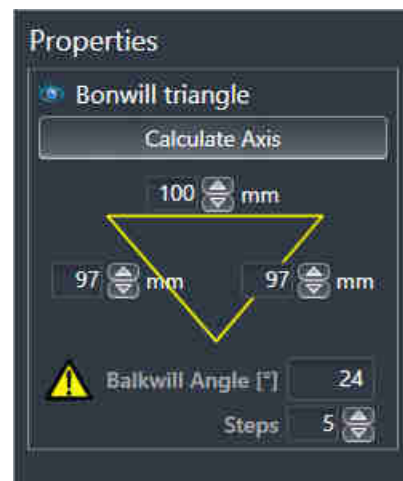 Properties
Bonwill triangle
Calculate Axis
100 mm
97 mm 97 mm
Balkwill Angle [°] 24
Steps 5